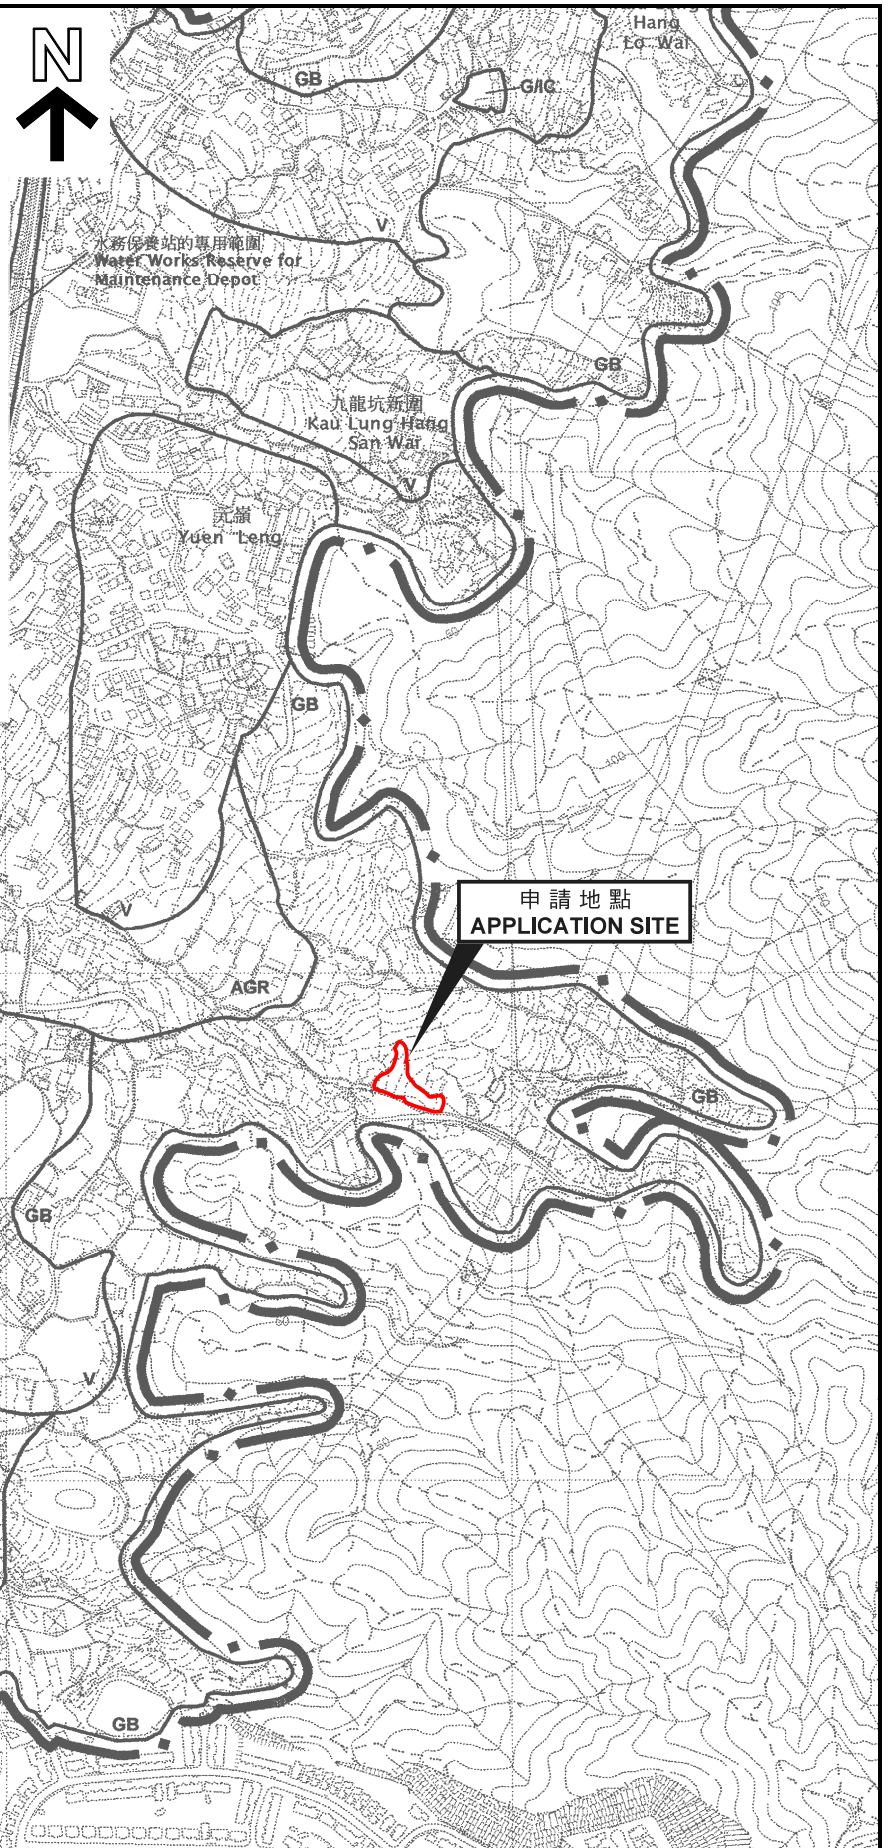 N
Hang
Lo Wai
GB
G/IC
V
水務保養站的專用範圍
Water Works Reserve for
Maintenance Depot
GB
九龍坑新圍
Kau Lung Hang
San Wai
V
元嶺
Yuen Leng
60
GB
100
申請地點
APPLICATION SITE
V
AGR
GB
GB
V
GB